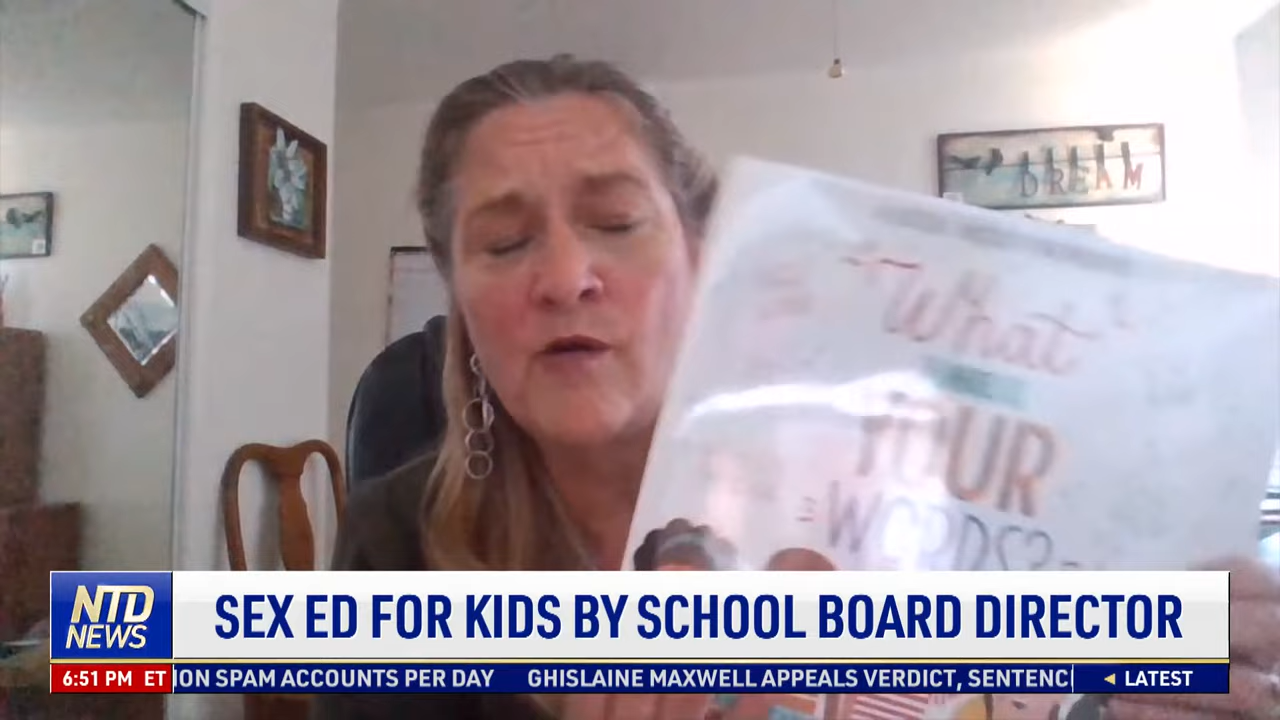 DREAM
What
YOUR
WORDS?
NTD
NEWS
SEX ED FOR KIDS BY SCHOOL BOARD DIRECTOR
6:51 PM ET
ION SPAM ACCOUNTS PER DAY GHISLAINE MAXWELL APPEALS VERDICT, SENTENC
LATEST